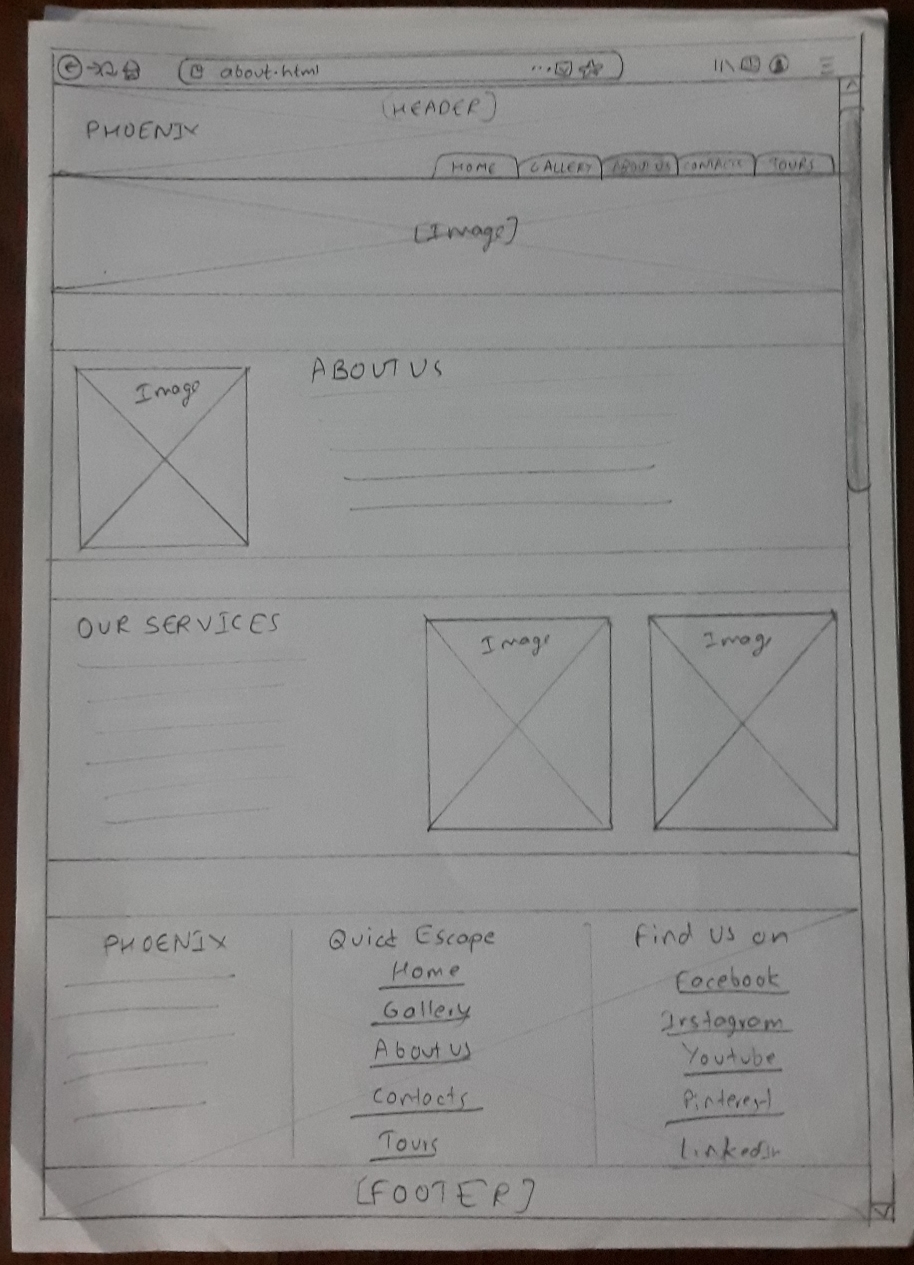 about.html
[HEADER]
PHOENIX
HOME GALLERY ABOUT US CONTACTS TOURS
[Image]
Image
ABOUT US
OUR SERVICES
Image
Imag
PHOENIX
Quick Escape
Home
Gallery
About us
Contacts
Tours
Find us on
Facebook
Instagram
Youtube
Pinterest
Linkedin
[FOOTER]